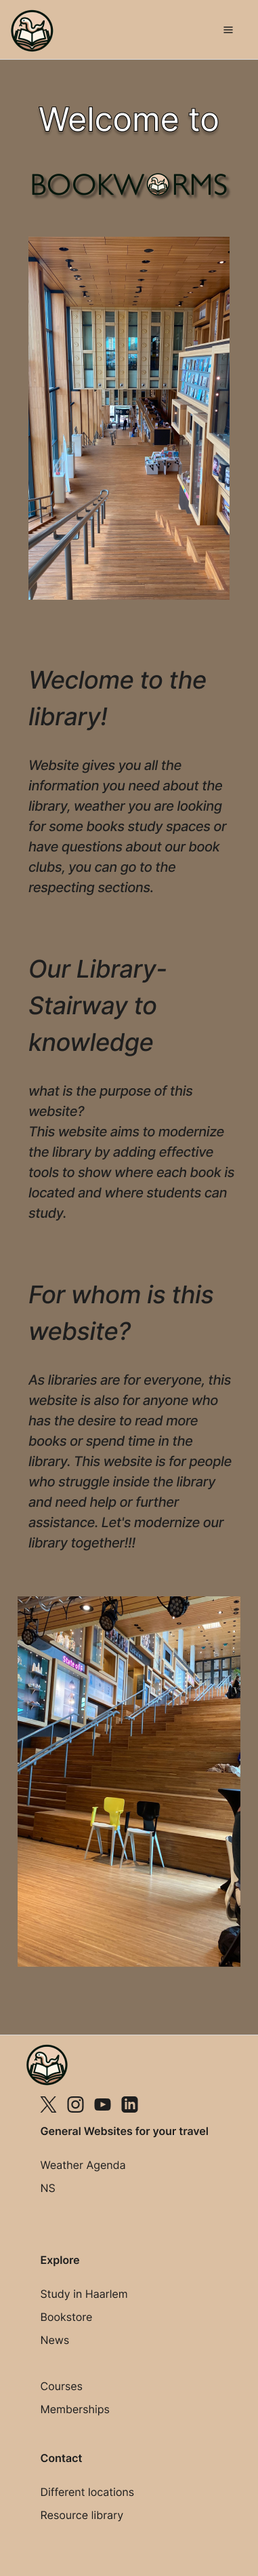 Welcome to
BOOKWORMS
Weclome to the
library!
Website gives you all the
information you need about the
library, weather you are looking
for some books study spaces or
have questions about our book
clubs, you can go to the
respecting sections.
Our Library-
Stairway to
knowledge
what is the purpose of this
website?
This website aims to modernize
the library by adding effective
tools to show where each book is
located and where students can
study.
For whom is this
website?
As libraries are for everyone, this
website is also for anyone who
has the desire to read more
books or spend time in the
library. This website is for people
who struggle inside the library
and need help or further
assistance. Let's modernize our
library together!!!
General Websites for your travel
Weather Agenda
NS
Explore
Study in Haarlem
Bookstore
News
Courses
Memberships
Contact
Different locations
Resource library